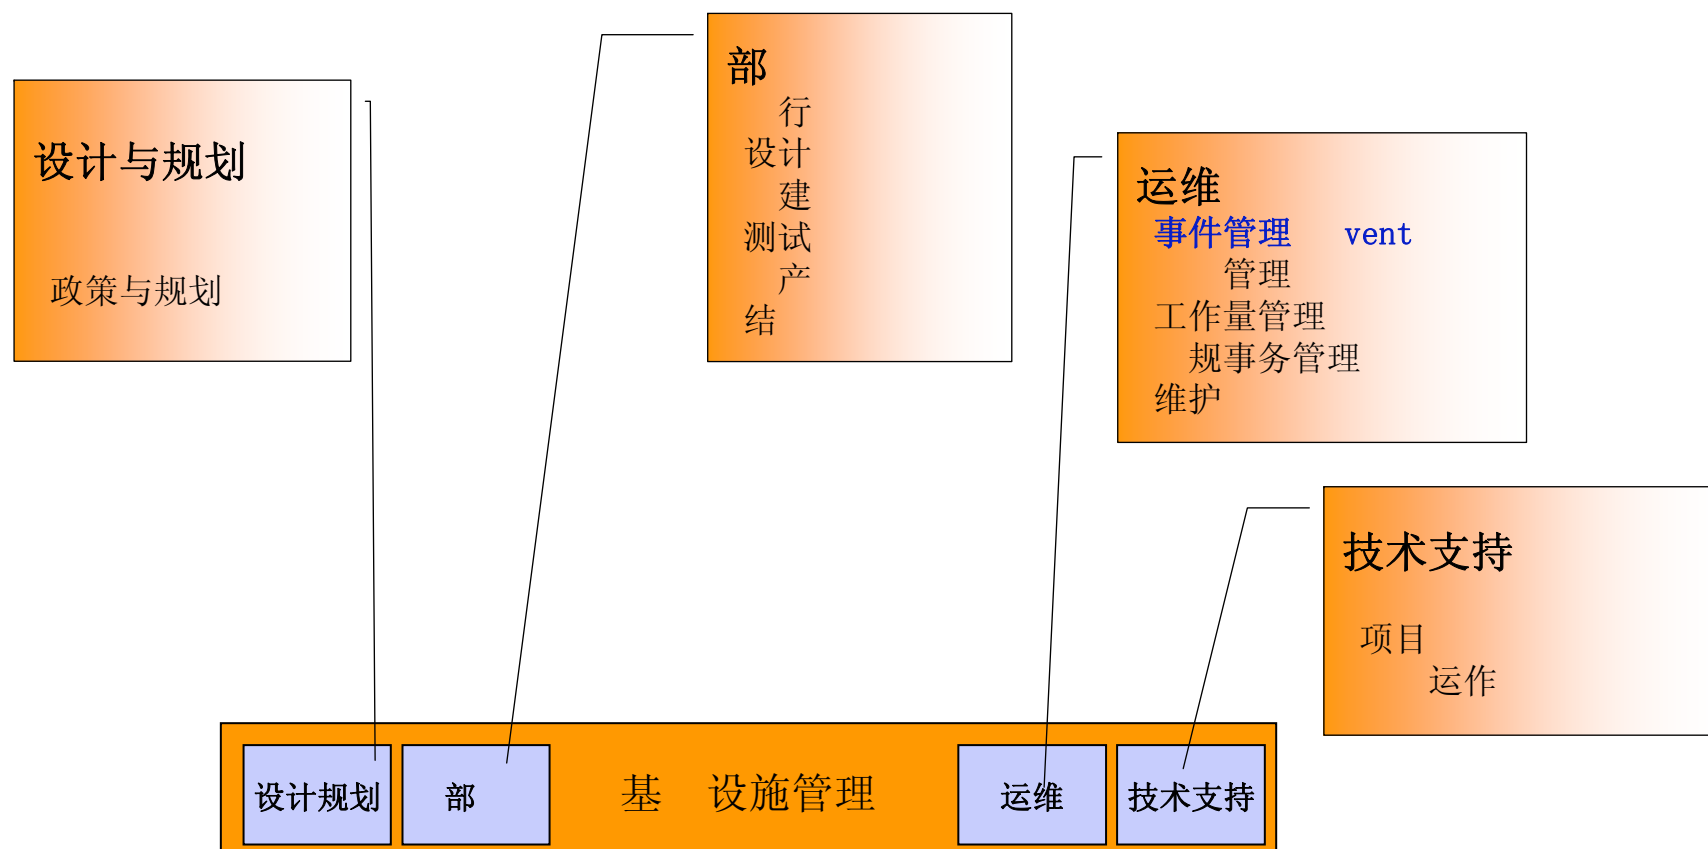 设计与规划
政策与规划
部
行
设计
建
测试
产
结
运维
事件管理 vent
管理
工作量管理
规事务管理
维护
技术支持
项目
运作
设计规划
部
基 设施管理
运维
技术支持